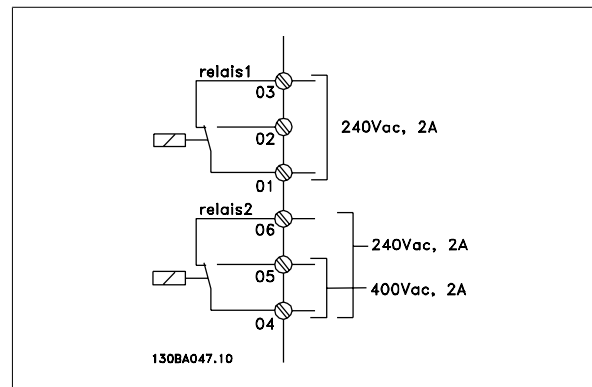 relais1
03
02
240Vac, 2A
01
relais2
06
240Vac, 2A
05
400Vac, 2A
04
130BA047.10